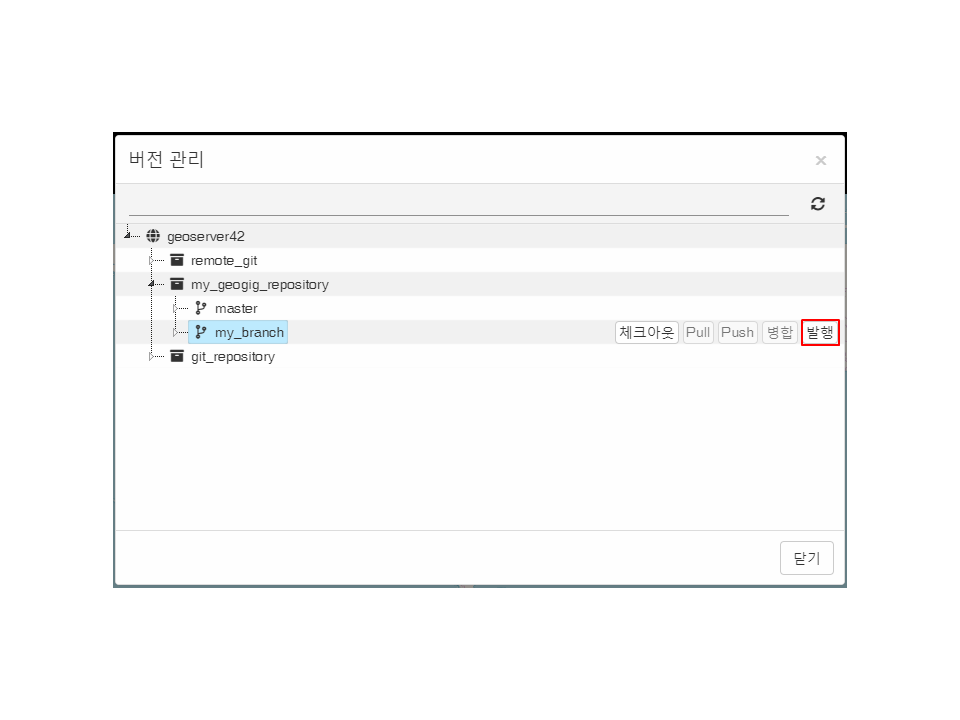 버전 관리
×
geoserver42
remote_git
my_geogig_repository
master
my_branch 체크아웃 Pull Push 병합 발행
git_repository
닫기